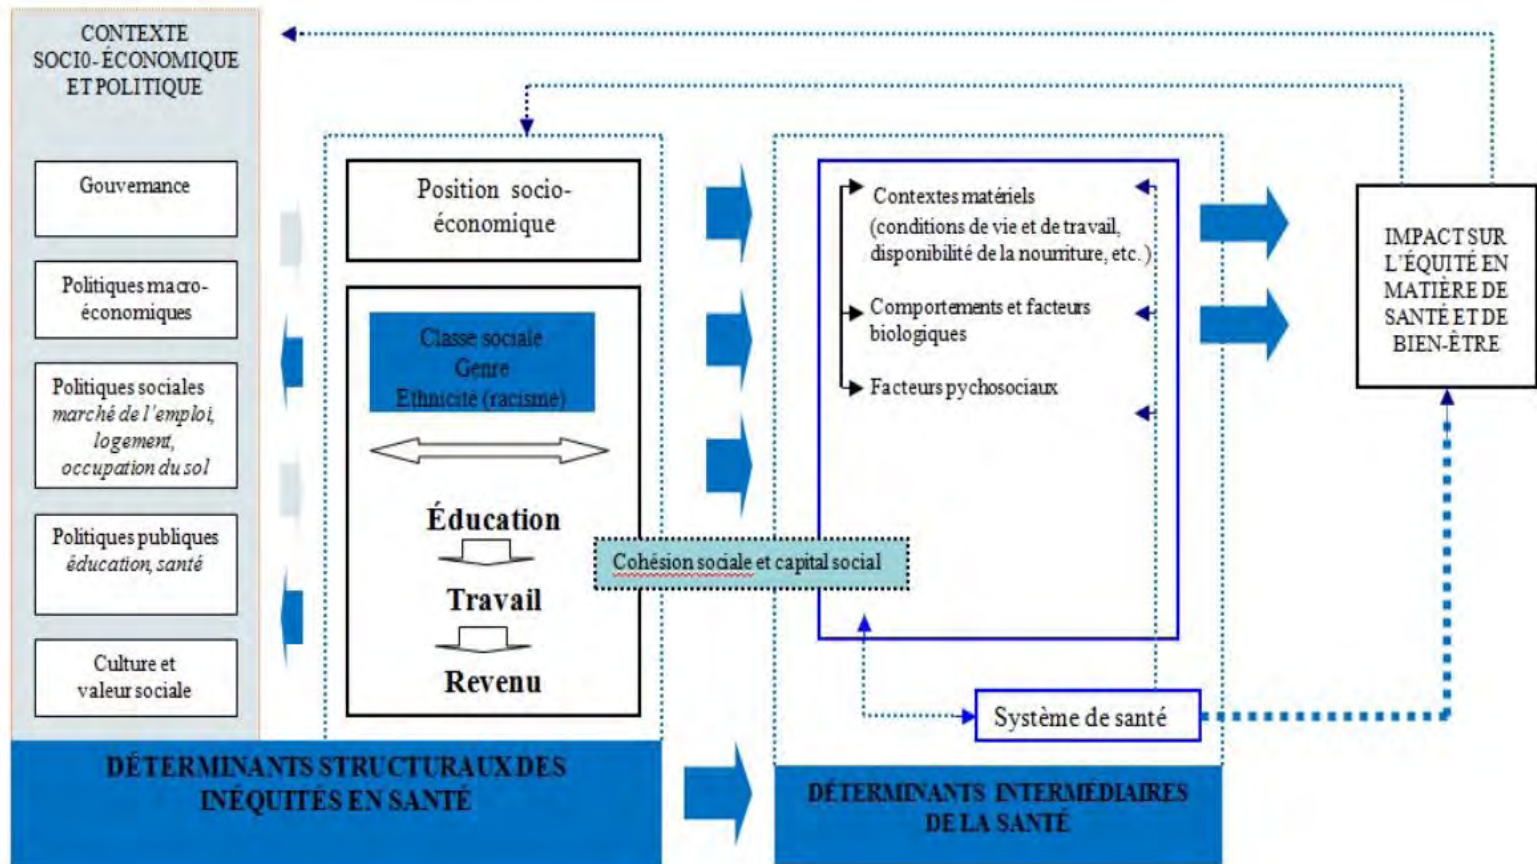 CONTEXTE
SOCI0- ÉCONOMIQUE
ET POLITIQUE
Gouvernance
Politiques macro-
économiques
Politiques sociales
marché de l'emploi,
logement,
occupation du sol
Politiques publiques
éducation, santé
Culture et
valeur sociale
Position socio-
économique
Classe sociale
Genre
Ethnicité (racisme)
Éducation
Travail
Revenu
DÉTERMINANTS STRUCTURAUX DES
INÉQUITÉS EN SANTÉ
Cohésion sociale et capital social
Contextes matériels
(conditions de vie et de travail,
disponibilité de la nourriture, etc. )
Comportements et facteurs
biologiques
Facteurs pychosociaux
Système de santé
DÉTERMINANTS INTERMÉDIAIRES
DE LA SANTÉ
IMPACT SUR
L'ÉQUITÉ EN
MATIÈRE DE
SANTÉ ET DE
BIEN-ÊTRE